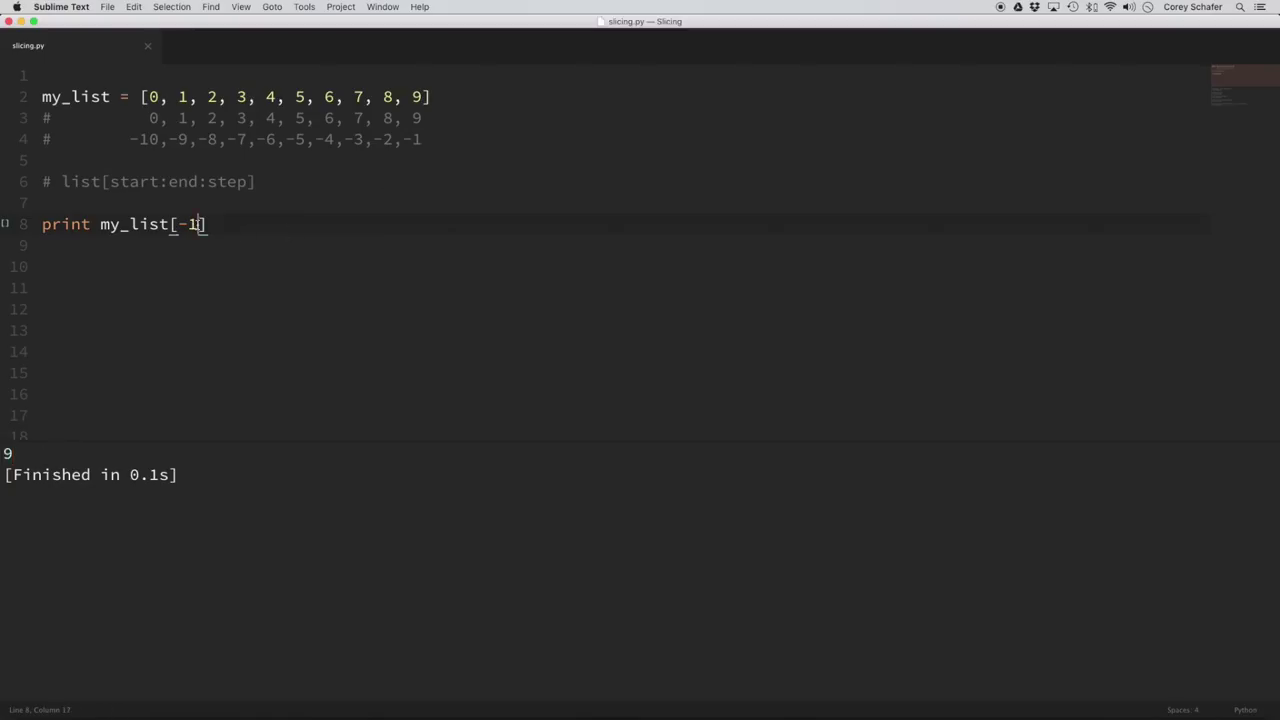 Sublime Text File Edit Selection Find View Goto Tools Project Window Help Corey Schafer
slicing.py — Slicing
slicing.py
1
2 my_list = [0, 1, 2, 3, 4, 5, 6, 7, 8, 9]
3 # 0, 1, 2, 3, 4, 5, 6, 7, 8, 9
4 # -10,-9,-8,-7,-6,-5,-4,-3,-2,-1
5
6 # list[start:end:step]
7
8 print my_list[-1]
9
10
11
12
13
14
15
16
17
18
9
[Finished in 0.1s]
Line 8, Column 17 Spaces: 4 Python